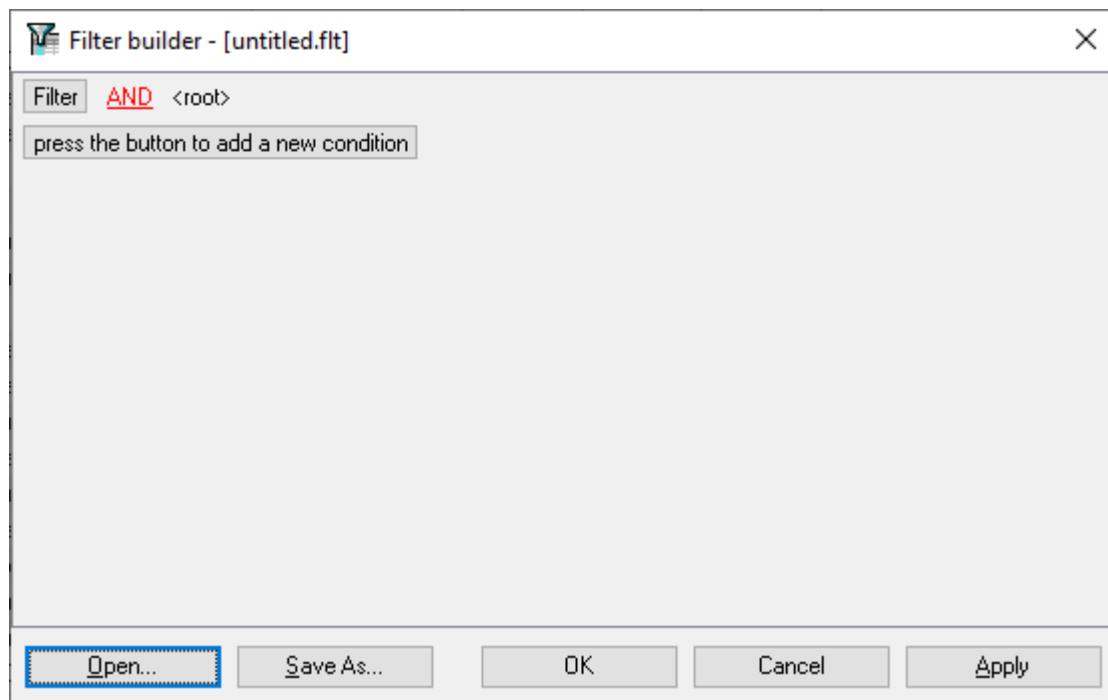 Filter builder - [untitled.flt]
Filter AND <root>
press the button to add a new condition
Open... Save As... OK Cancel Apply